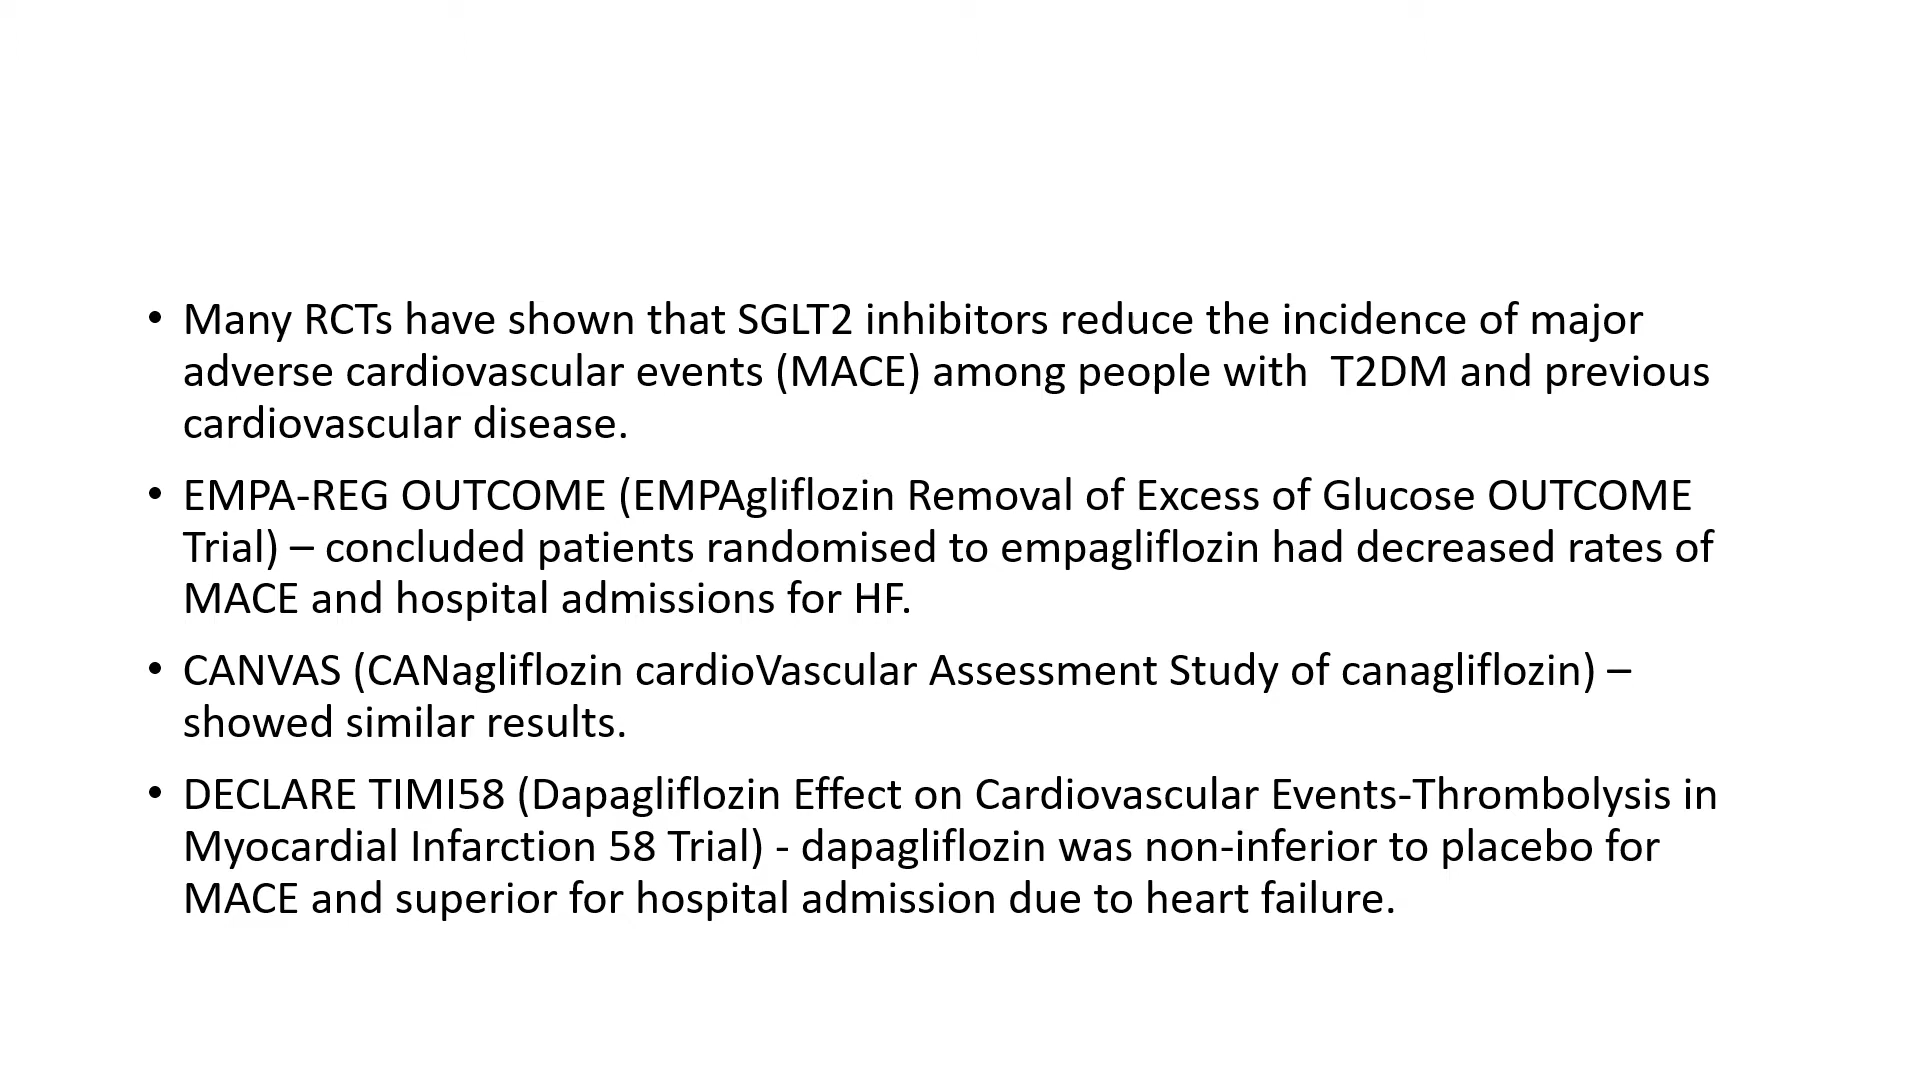 • Many RCTs have shown that SGLT2 inhibitors reduce the incidence of major
adverse cardiovascular events (MACE) among people with  T2DM and previous
cardiovascular disease.
• EMPA-REG OUTCOME (EMPAgliflozin Removal of Excess of Glucose OUTCOME
Trial) – concluded patients randomised to empagliflozin had decreased rates of
MACE and hospital admissions for HF.
• CANVAS (CANagliflozin cardioVascular Assessment Study of canagliflozin) –
showed similar results.
• DECLARE TIMI58 (Dapagliflozin Effect on Cardiovascular Events-Thrombolysis in
Myocardial Infarction 58 Trial) - dapagliflozin was non-inferior to placebo for
MACE and superior for hospital admission due to heart failure.